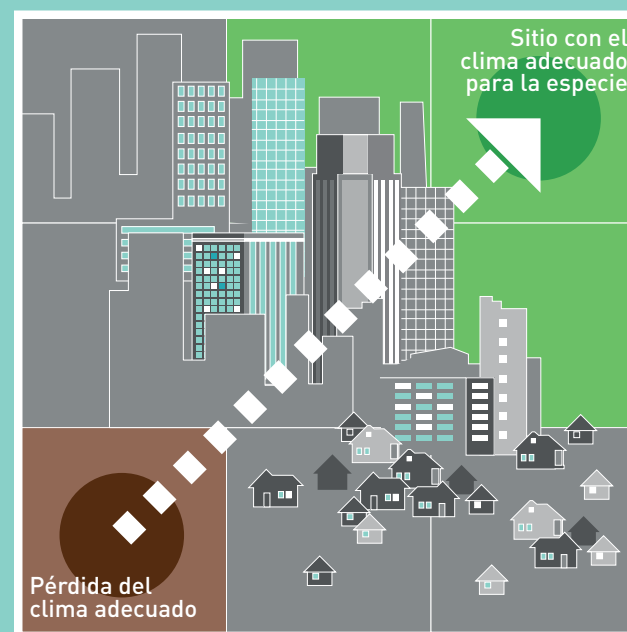 Sitio con el
clima adecuado
para la especie
Pérdida del
clima adecuado